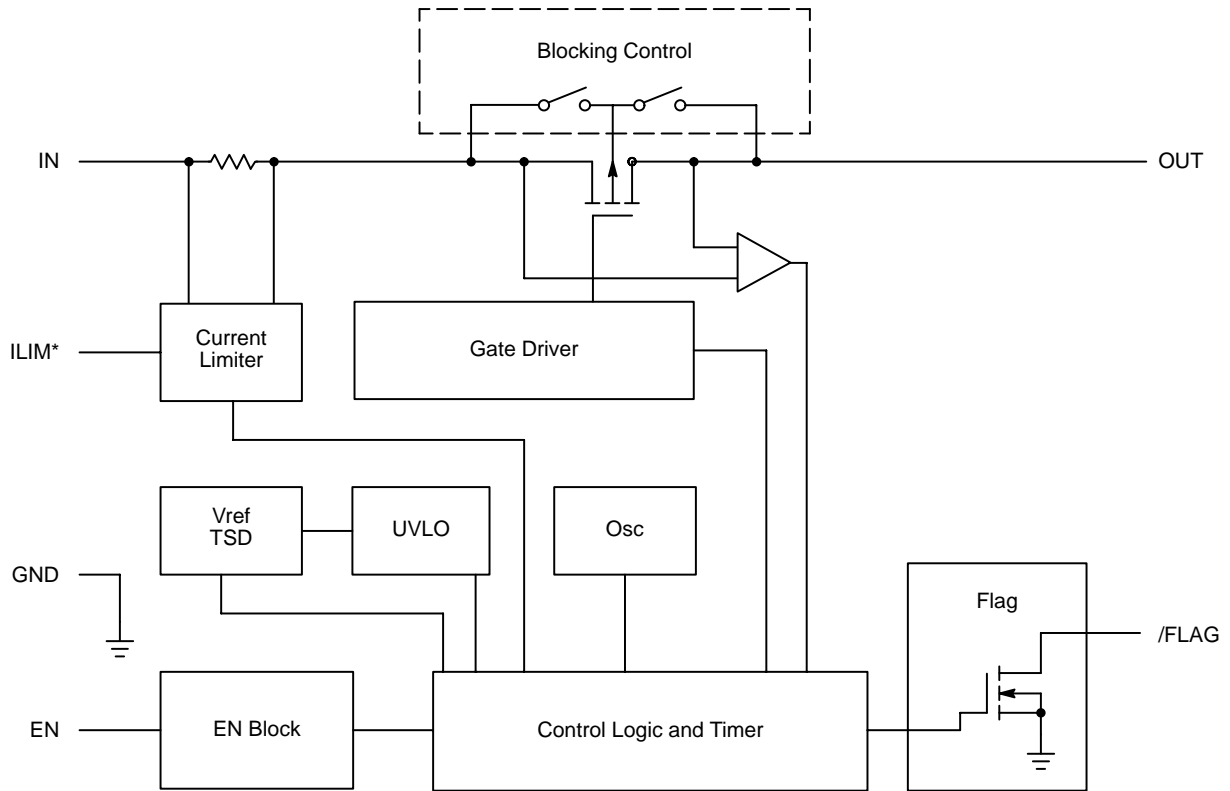 Blocking Control
IN
OUT
ILIM*
Current
Limiter
Gate Driver
Vref
TSD
UVLO
Osc
GND
Flag
/FLAG
EN
EN Block
Control Logic and Timer